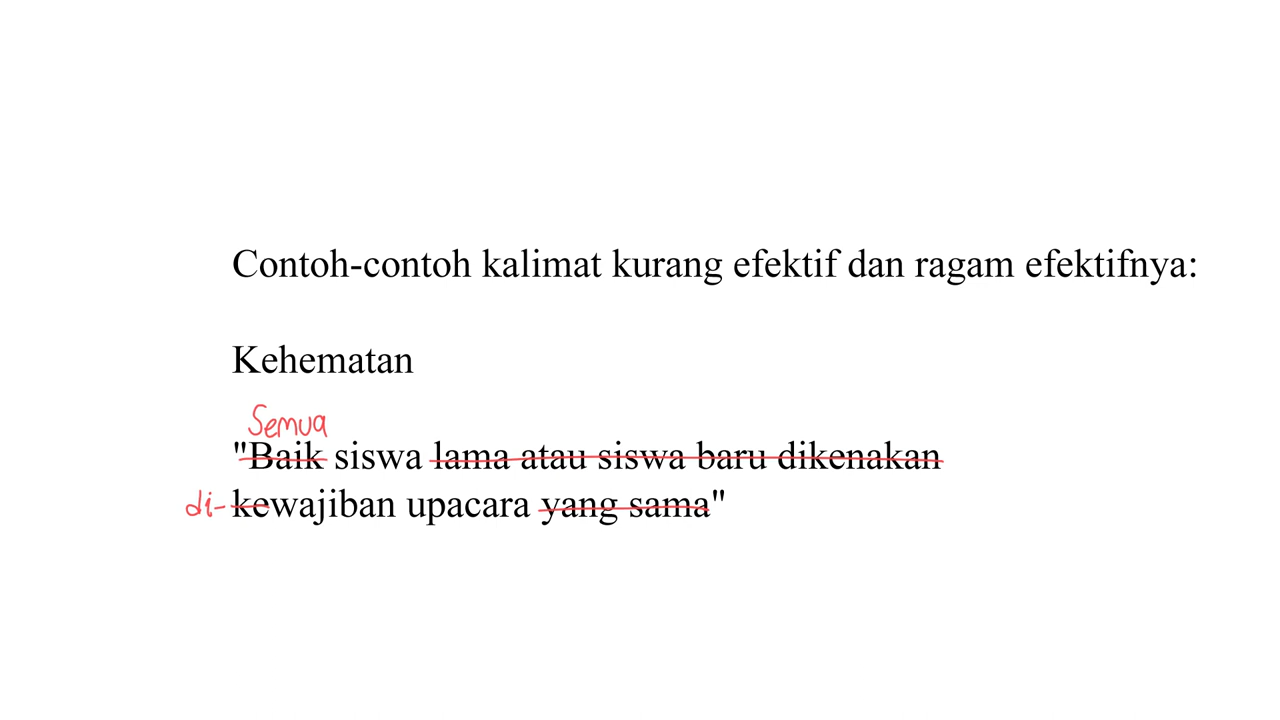 Contoh-contoh kalimat kurang efektif dan ragam efektifnya:
Kehematan
Semua
"Baik siswa lama atau siswa baru dikenakan
di- kewajiban upacara yang sama"